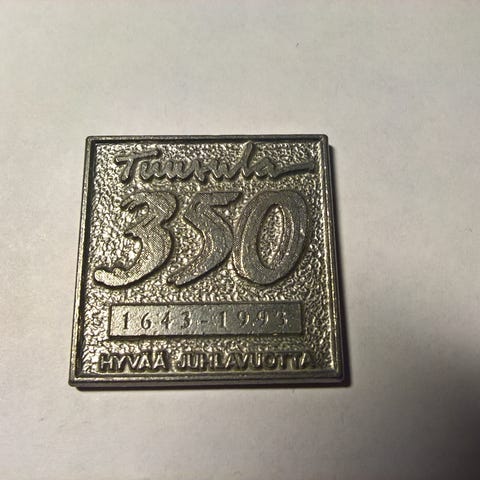 Tuusula
350
1643-1993
HYVÄÄ JUHLAVUOTTA